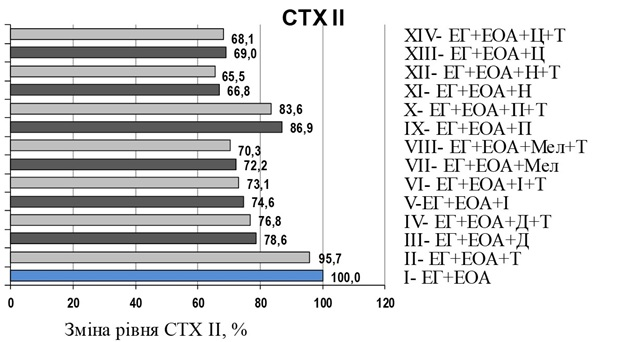 СТХ II
68,1
XIV- ЕГ+ЕОА+Ц+Т
69,0
XIII- ЕГ+ЕОА+Ц
65,5
XII- ЕГ+ЕОА+Н+Т
66,8
XI- ЕГ+ЕОА+Н
83,6
X- ЕГ+ЕОА+П+Т
86,9
IX- ЕГ+ЕОА+П
70,3
VIII- ЕГ+ЕОА+Мел+Т
72,2
VII- ЕГ+ЕОА+Мел
73,1
VI- ЕГ+ЕОА+І+Т
74,6
V-ЕГ+ЕОА+І
76,8
IV- ЕГ+ЕОА+Д+Т
78,6
III- ЕГ+ЕОА+Д
95,7
II- ЕГ+ЕОА+Т
100,0
I- ЕГ+ЕОА
0 20 40 60 80 100 120
Зміна рівня СТХ II, %